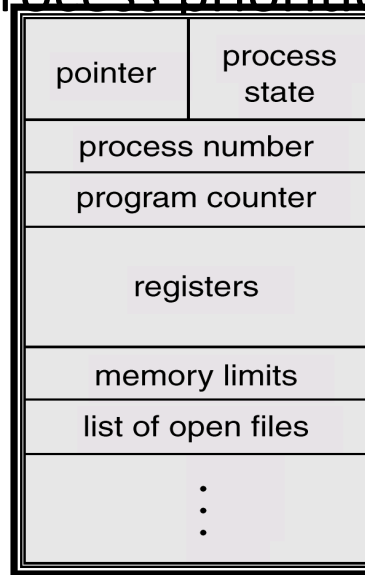 pointer process state
process number
program counter
registers
memory limits
list of open files